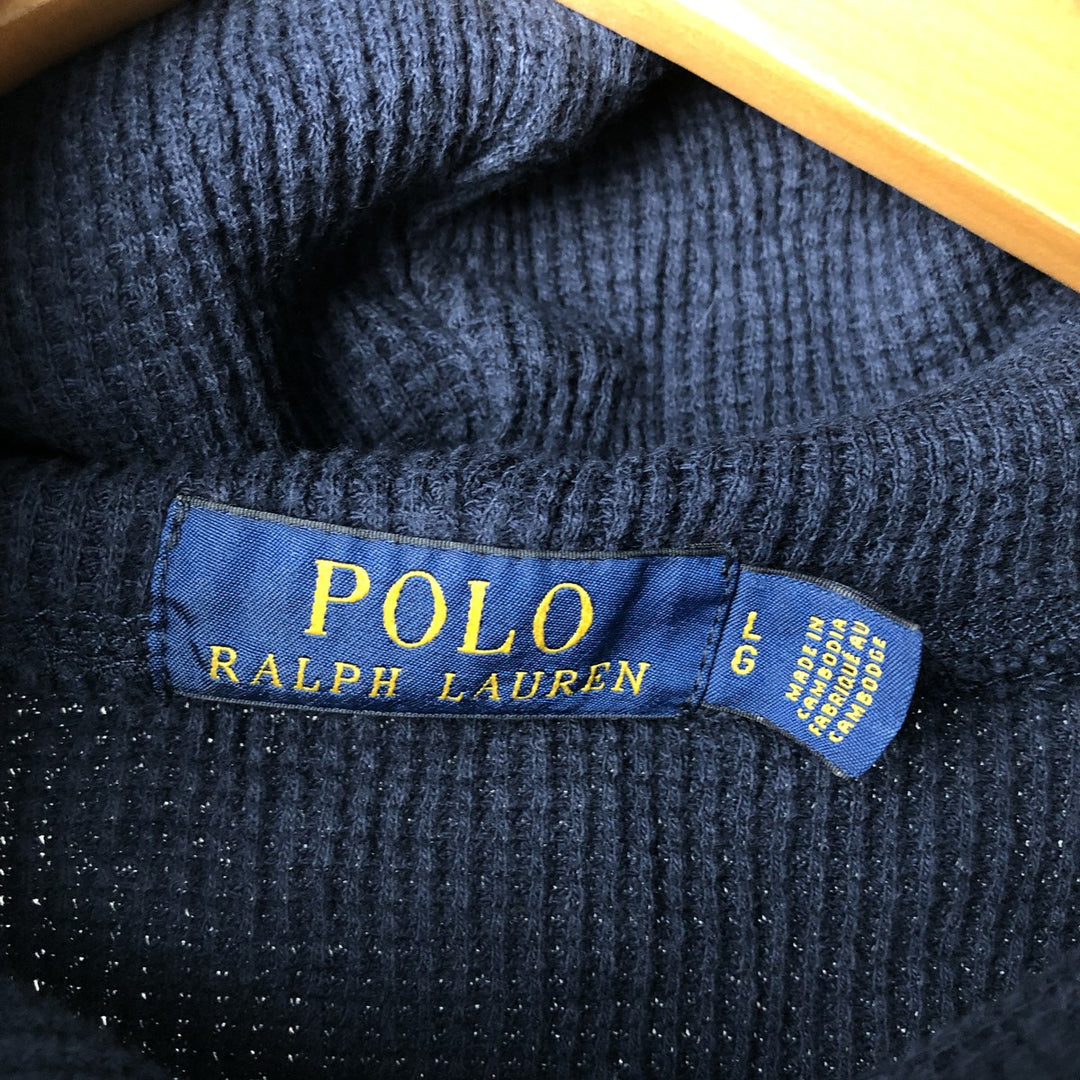 POLO
RALPH LAUREN
L
G
MADE IN
CAMBODIA
FABRIQUÉ AU
CAMBODGE